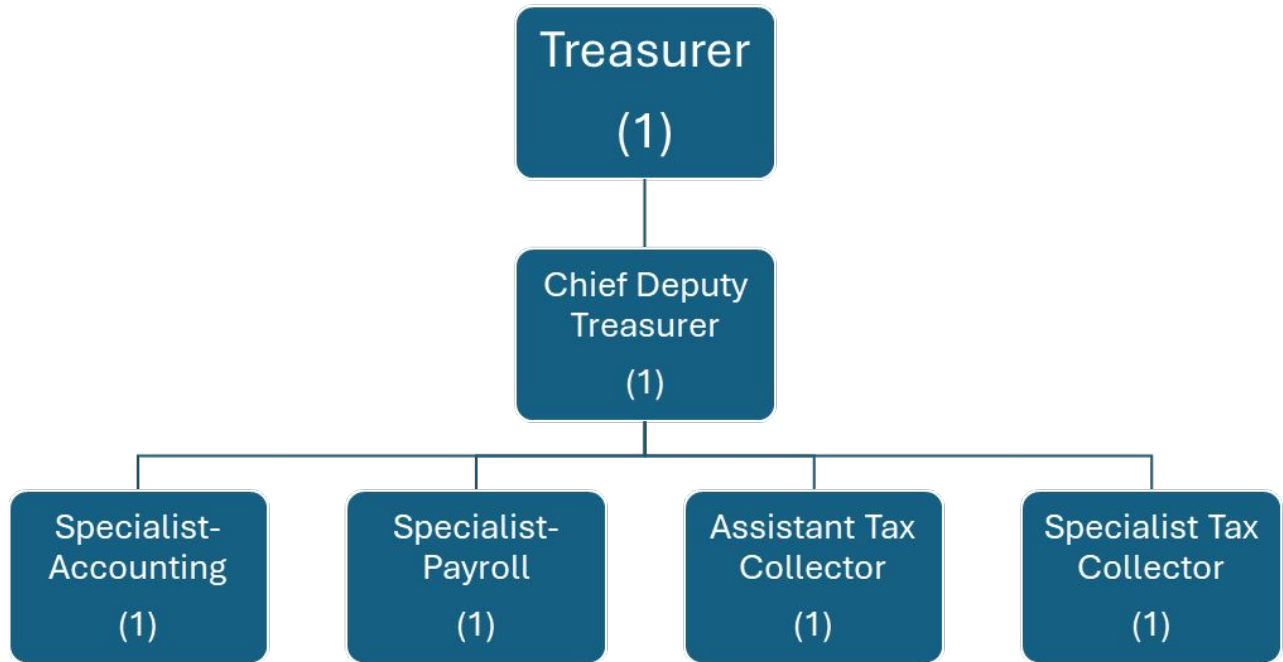 Treasurer
(1)
Chief Deputy
Treasurer
(1)
Specialist-
Accounting
(1)
Specialist-
Payroll
(1)
Assistant Tax
Collector
(1)
Specialist Tax
Collector
(1)